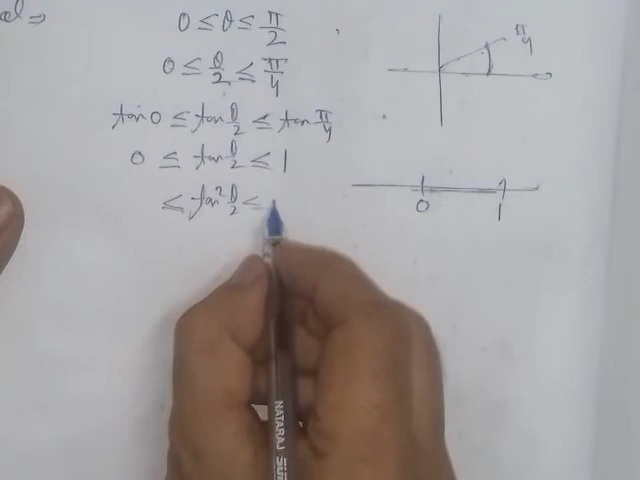 0 ≤ θ ≤ π/2
0 ≤ θ/2 ≤ π/4
tan 0 ≤ tan θ/2 ≤ tan π/4
0 ≤ tan θ/2 ≤ 1
≤ tan² θ/2 ≤
π/4
0
0 1
NATARAJ